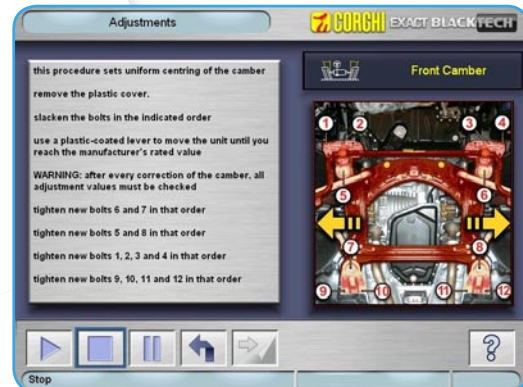 Adjustments
CORGHI EXACT BLACKTECH
this procedure sets uniform centring of the camber
remove the plastic cover.
slacken the bolts in the indicated order
use a plastic-coated lever to move the unit until you
reach the manufacturer's rated value
WARNING: after every correction of the camber, all
adjustment values must be checked
tighten new bolts 6 and 7 in that order
tighten new bolts 5 and 8 in that order
tighten new bolts 1, 2, 3 and 4 in that order
tighten new bolts 9, 10, 11 and 12 in that order
Front Camber
1 2 3 4
5 6
7 8
9 10 11 12
?
Stop